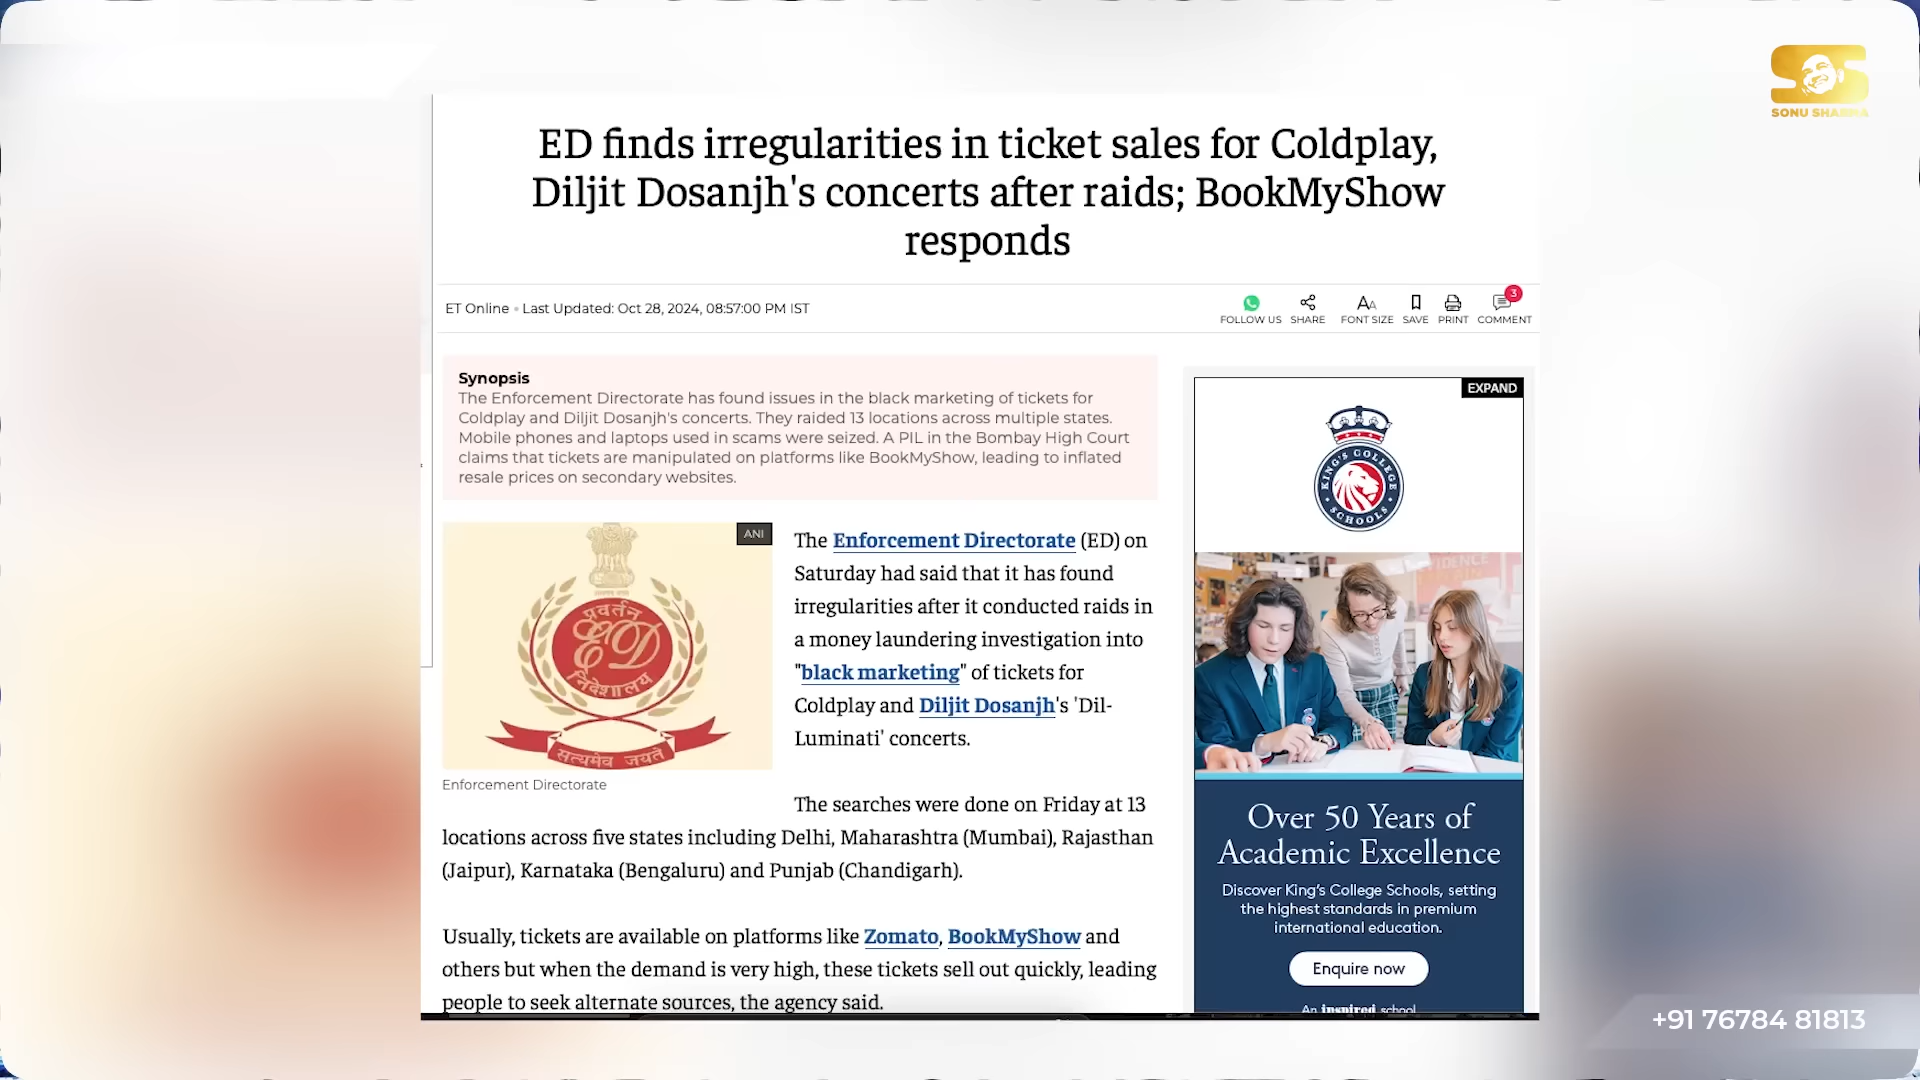 SONU SHARMA
ED finds irregularities in ticket sales for Coldplay,
Diljit Dosanjh's concerts after raids; BookMyShow
responds
ET Online • Last Updated: Oct 28, 2024, 08:57:00 PM IST
FOLLOW US SHARE FONT SIZE SAVE PRINT COMMENT
3
Synopsis
The Enforcement Directorate has found issues in the black marketing of tickets for
Coldplay and Diljit Dosanjh's concerts. They raided 13 locations across multiple states.
Mobile phones and laptops used in scams were seized. A PIL in the Bombay High Court
claims that tickets are manipulated on platforms like BookMyShow, leading to inflated
resale prices on secondary websites.
ANI
प्रवर्तन
ED
निदेशालय
सत्यमेव जयते
Enforcement Directorate
The Enforcement Directorate (ED) on
Saturday had said that it has found
irregularities after it conducted raids in
a money laundering investigation into
"black marketing" of tickets for
Coldplay and Diljit Dosanjh's 'Dil-
Luminati' concerts.
The searches were done on Friday at 13
locations across five states including Delhi, Maharashtra (Mumbai), Rajasthan
(Jaipur), Karnataka (Bengaluru) and Punjab (Chandigarh).
Usually, tickets are available on platforms like Zomato, BookMyShow and
others but when the demand is very high, these tickets sell out quickly, leading
people to seek alternate sources, the agency said.
EXPAND
KING'S COLLEGE
SCHOOLS
Over 50 Years of
Academic Excellence
Discover King's College Schools, setting
the highest standards in premium
international education.
Enquire now
An inspired school
+91 76784 81813